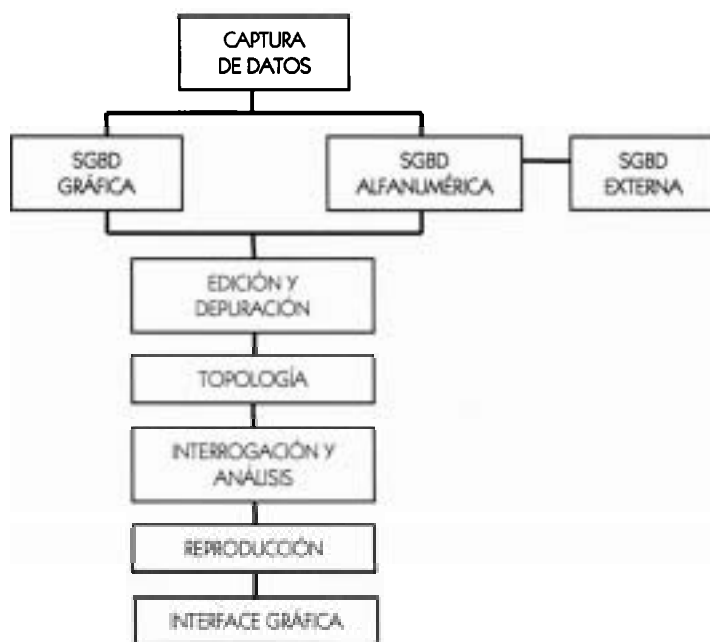 CAPTURA
DE DATOS
SGBD
GRÁFICA
SGBD
ALFANUMÉRICA
SGBD
EXTERNA
EDICIÓN Y
DEPURACIÓN
TOPOLOGÍA
INTERROGACIÓN Y
ANÁLISIS
REPRODUCCIÓN
INTERFACE GRÁFICA